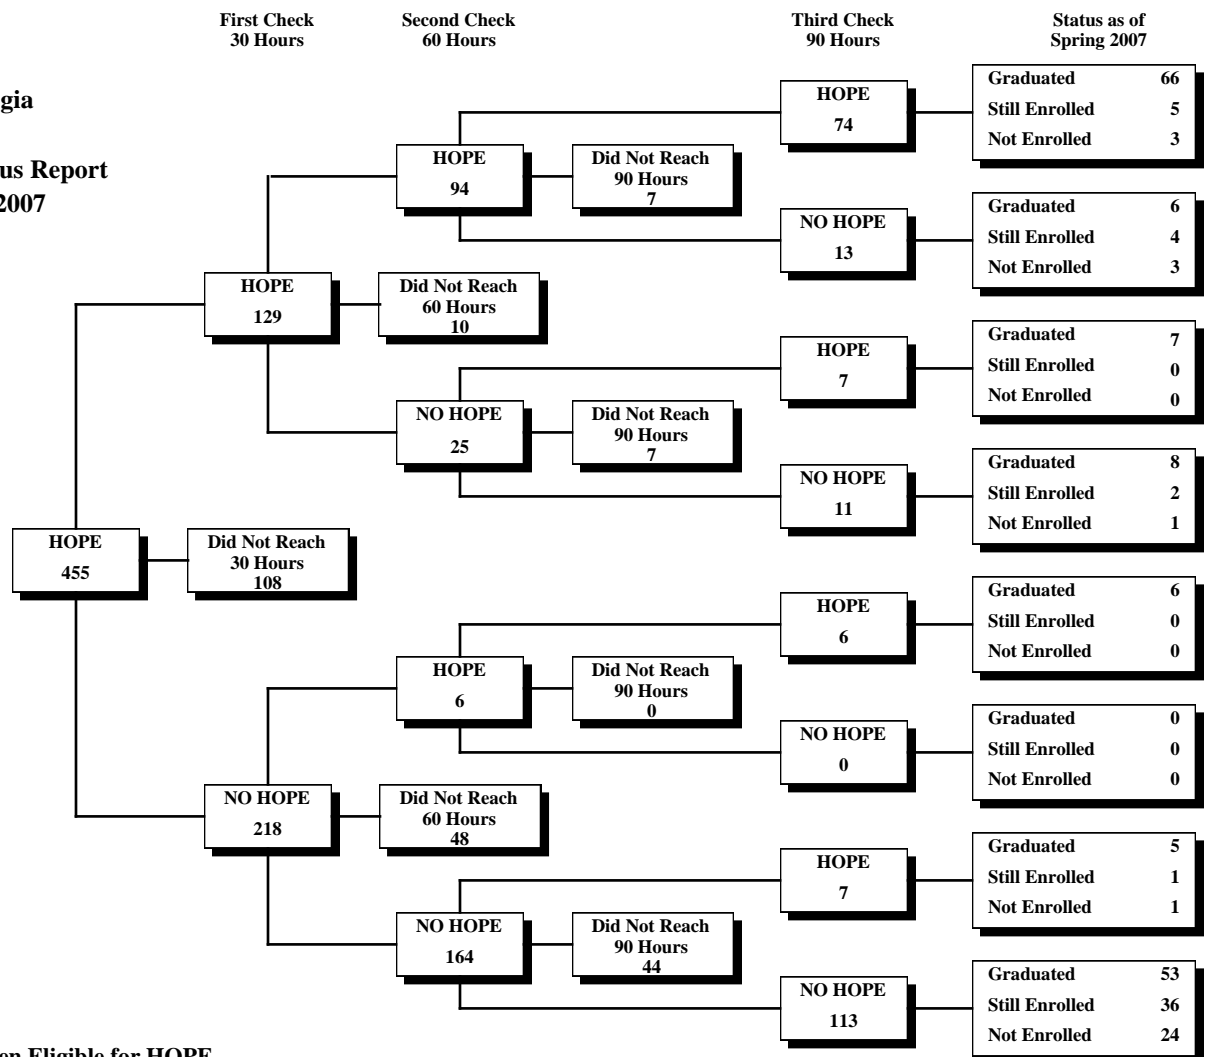 First Check
30 Hours
Second Check
60 Hours
Third Check
90 Hours
Status as of
Spring 2007
gia
us Report
2007
HOPE
455
Did Not Reach
30 Hours
108
HOPE
129
Did Not Reach
60 Hours
10
NO HOPE
218
Did Not Reach
60 Hours
48
HOPE
94
Did Not Reach
90 Hours
7
NO HOPE
25
Did Not Reach
90 Hours
7
HOPE
6
Did Not Reach
90 Hours
0
NO HOPE
164
Did Not Reach
90 Hours
44
HOPE
74
Graduated 66
Still Enrolled 5
Not Enrolled 3
NO HOPE
13
Graduated 6
Still Enrolled 4
Not Enrolled 3
HOPE
7
Graduated 7
Still Enrolled 0
Not Enrolled 0
NO HOPE
11
Graduated 8
Still Enrolled 2
Not Enrolled 1
HOPE
6
Graduated 6
Still Enrolled 0
Not Enrolled 0
NO HOPE
0
Graduated 0
Still Enrolled 0
Not Enrolled 0
HOPE
7
Graduated 5
Still Enrolled 1
Not Enrolled 1
NO HOPE
113
Graduated 53
Still Enrolled 36
Not Enrolled 24
en Eligible for HOPE